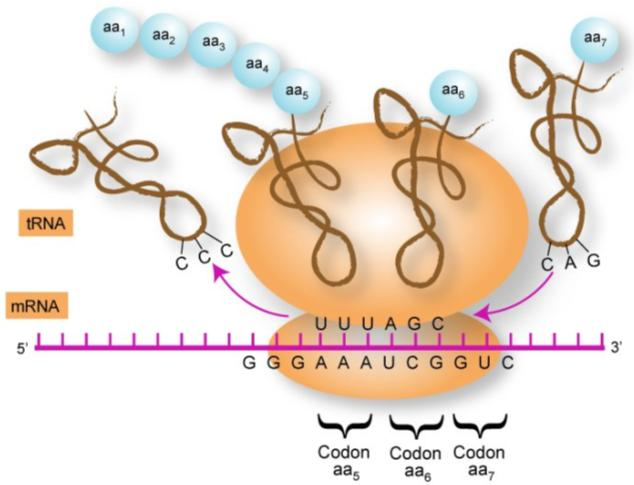 aa1 aa2 aa3 aa4 aa5 aa6 aa7
tRNA
C C C
C A G
mRNA
U U U A G C
5' 3'
G G G A A A U C G G U C
Codon Codon Codon
aa5 aa6 aa7